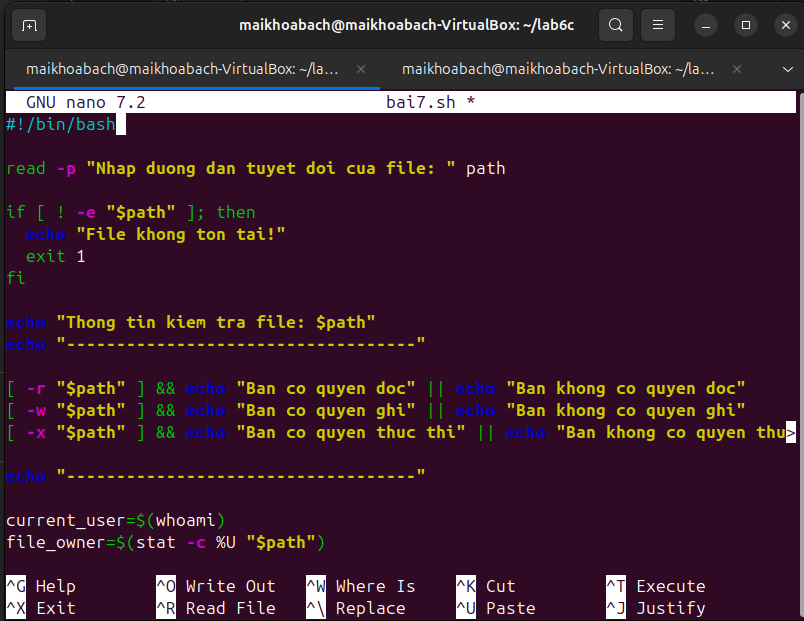 maikhoabach@maikhoabach-VirtualBox: ~/lab6c
maikhoabach@maikhoabach-VirtualBox: ~/la... × maikhoabach@maikhoabach-VirtualBox: ~/la... ×
GNU nano 7.2 bai7.sh *
#!/bin/bash
read -p "Nhap duong dan tuyet doi cua file: " path
if [ ! -e "$path" ]; then
  echo "File khong ton tai!"
  exit 1
fi
echo "Thong tin kiem tra file: $path"
echo "-----------------------------------"
[ -r "$path" ] && echo "Ban co quyen doc" || echo "Ban khong co quyen doc"
[ -w "$path" ] && echo "Ban co quyen ghi" || echo "Ban khong co quyen ghi"
[ -x "$path" ] && echo "Ban co quyen thuc thi" || echo "Ban khong co quyen thu>
echo "-----------------------------------"
current_user=$(whoami)
file_owner=$(stat -c %U "$path")
^G Help ^O Write Out ^W Where Is ^K Cut ^T Execute
^X Exit ^R Read File ^\ Replace ^U Paste ^J Justify